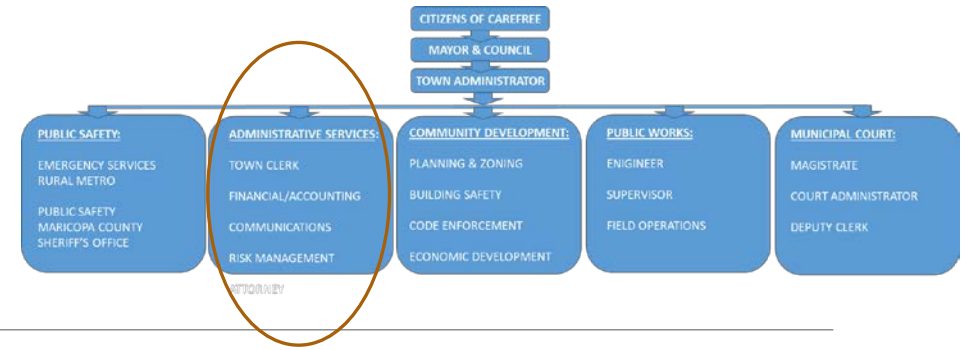 CITIZENS OF CAREFREE
MAYOR & COUNCIL
TOWN ADMINISTRATOR
PUBLIC SAFETY:
EMERGENCY SERVICES
RURAL METRO
PUBLIC SAFETY
MARICOPA COUNTY
SHERIFF'S OFFICE
ADMINISTRATIVE SERVICES:
TOWN CLERK
FINANCIAL/ACCOUNTING
COMMUNICATIONS
RISK MANAGEMENT
ATTORNEY
COMMUNITY DEVELOPMENT:
PLANNING & ZONING
BUILDING SAFETY
CODE ENFORCEMENT
ECONOMIC DEVELOPMENT
PUBLIC WORKS:
ENIGINEER
SUPERVISOR
FIELD OPERATIONS
MUNICIPAL COURT:
MAGISTRATE
COURT ADMINISTRATOR
DEPUTY CLERK